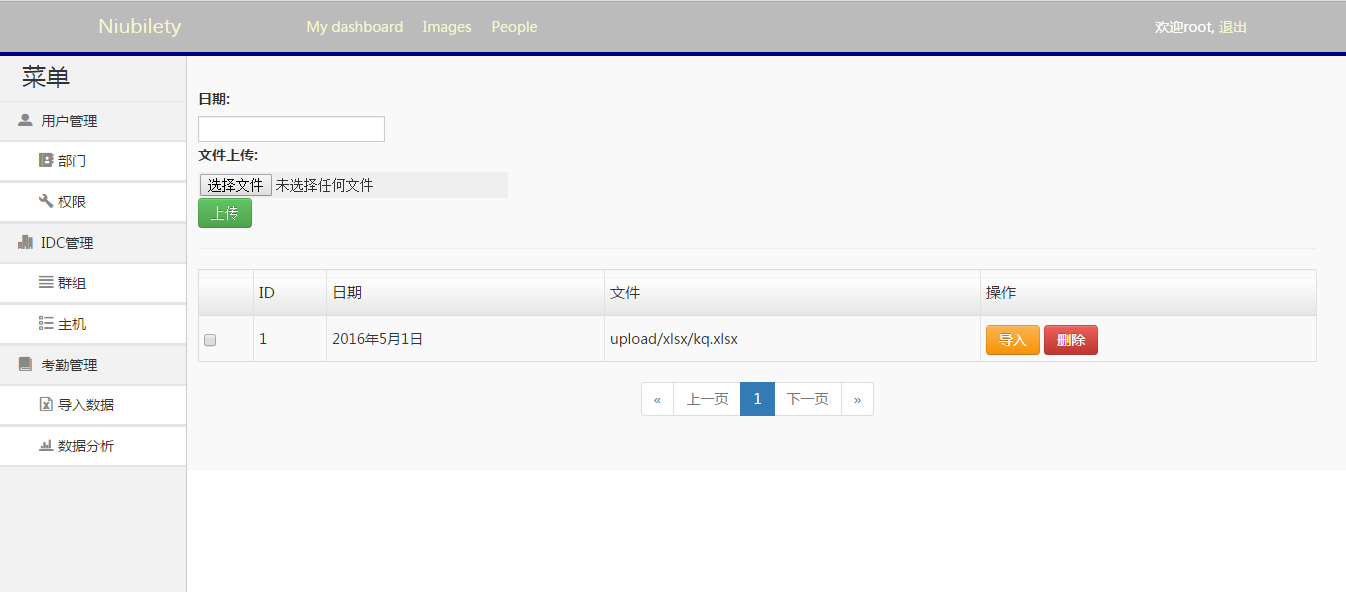 Niubilety My dashboard Images People 欢迎root, 退出
菜单
用户管理
部门
权限
IDC管理
群组
主机
考勤管理
导入数据
数据分析
日期:
文件上传:
选择文件 未选择任何文件
上传
ID 日期 文件 操作
1 2016年5月1日 upload/xlsx/kq.xlsx 导入 删除
« 上一页 1 下一页 »